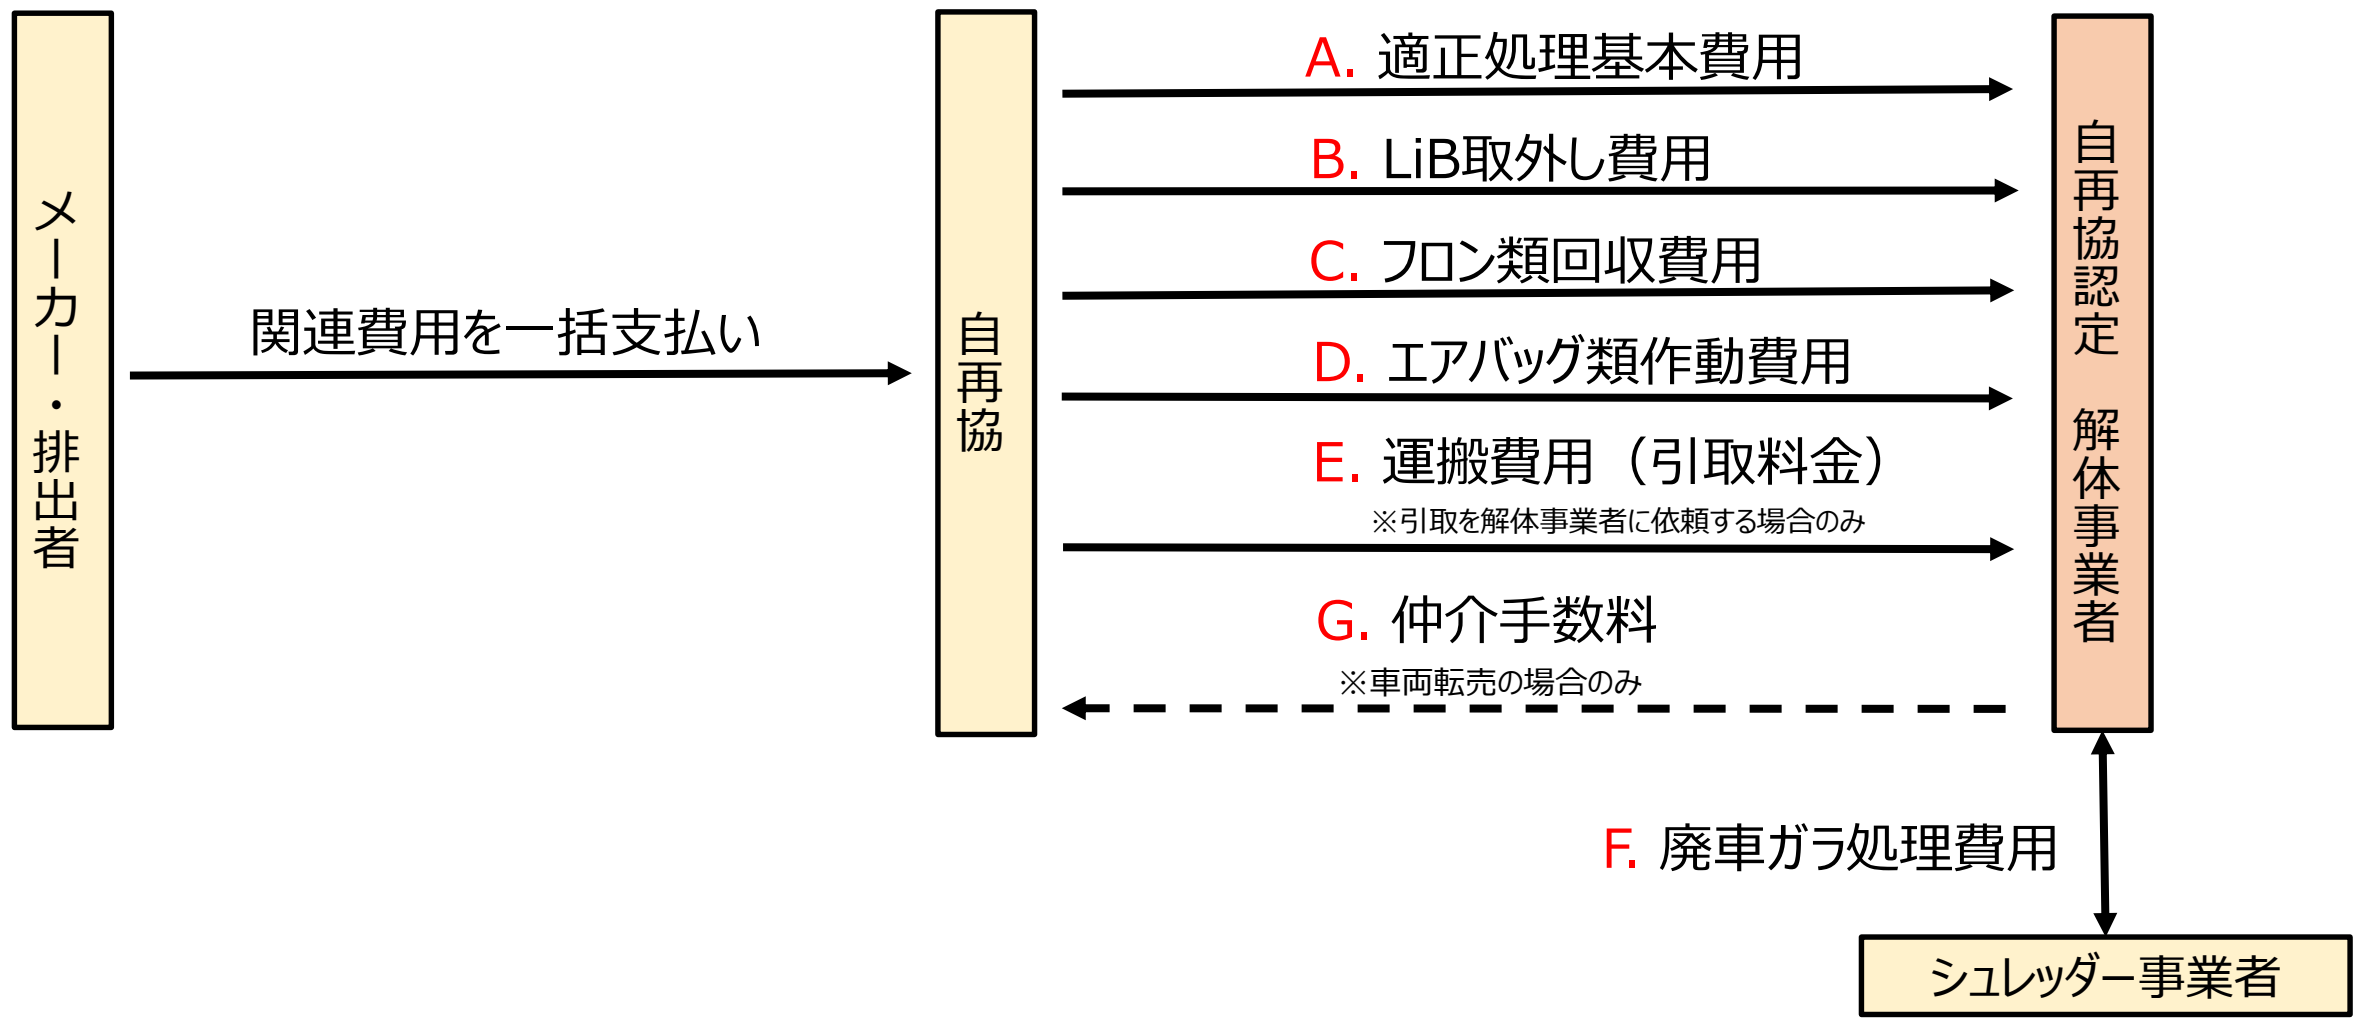 メーカー・排出者
関連費用を一括支払い
自再協
A. 適正処理基本費用
B. LiB取外し費用
C. フロン類回収費用
D. エアバッグ類作動費用
E. 運搬費用（引取料金）
※引取を解体事業者に依頼する場合のみ
G. 仲介手数料
※車両転売の場合のみ
自再協認定　解体事業者
F. 廃車ガラ処理費用
シュレッダー事業者